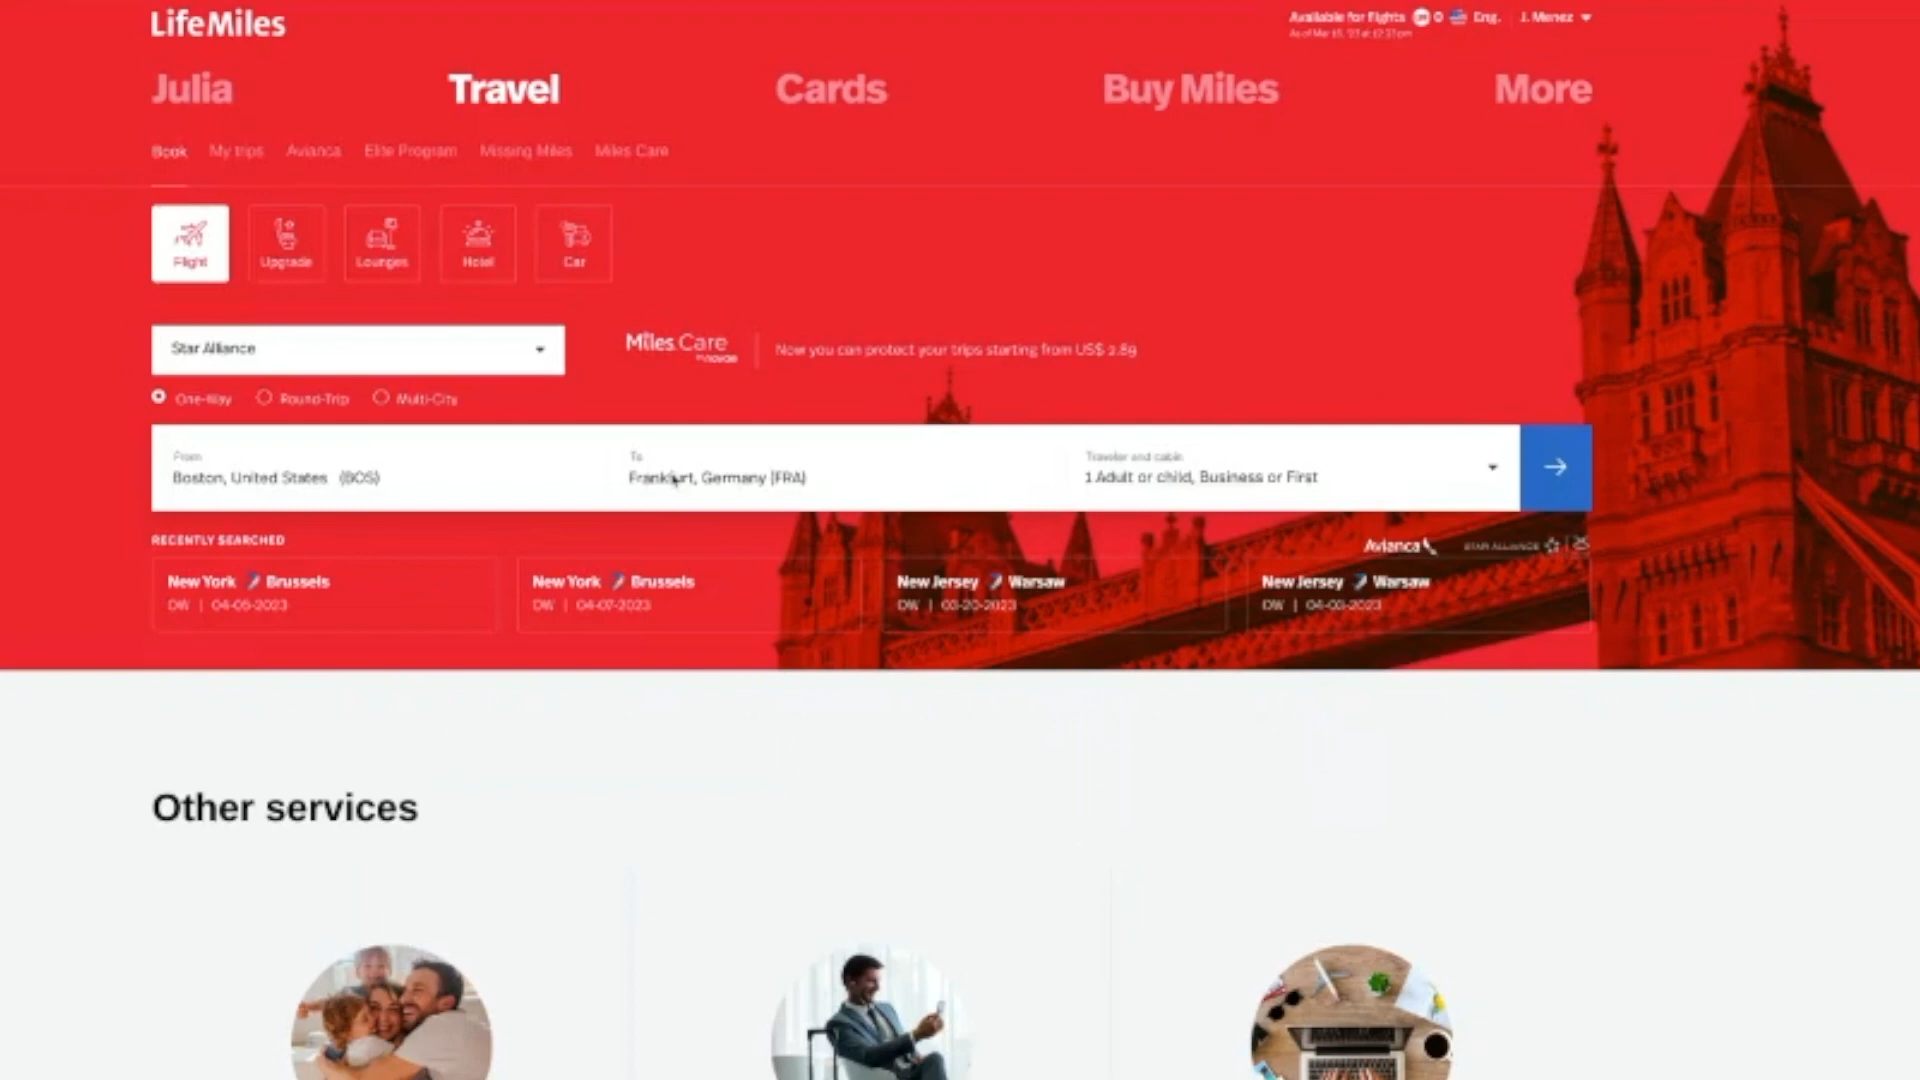 LifeMiles
Available for flights 0 Eng. J. Menez
Julia Travel Cards Buy Miles More
Book My trips Avianca Elite Program Missing Miles Miles Care
Flight Upgrade Lounges Hotel Car
Star Alliance
Miles Care
Now you can protect your trips starting from US$ 2.89
One-Way Round-Trip Multi-City
From To Traveler and cabin
Boston, United States (BOS) Frankfurt, Germany (FRA) 1 Adult or child, Business or First
RECENTLY SEARCHED
Avianca STAR ALLIANCE
New York Brussels New York Brussels New Jersey Warsaw New Jersey Warsaw
OW | 04-05-2023 OW | 04-07-2023 OW | 03-20-2023 OW | 04-03-2023
Other services